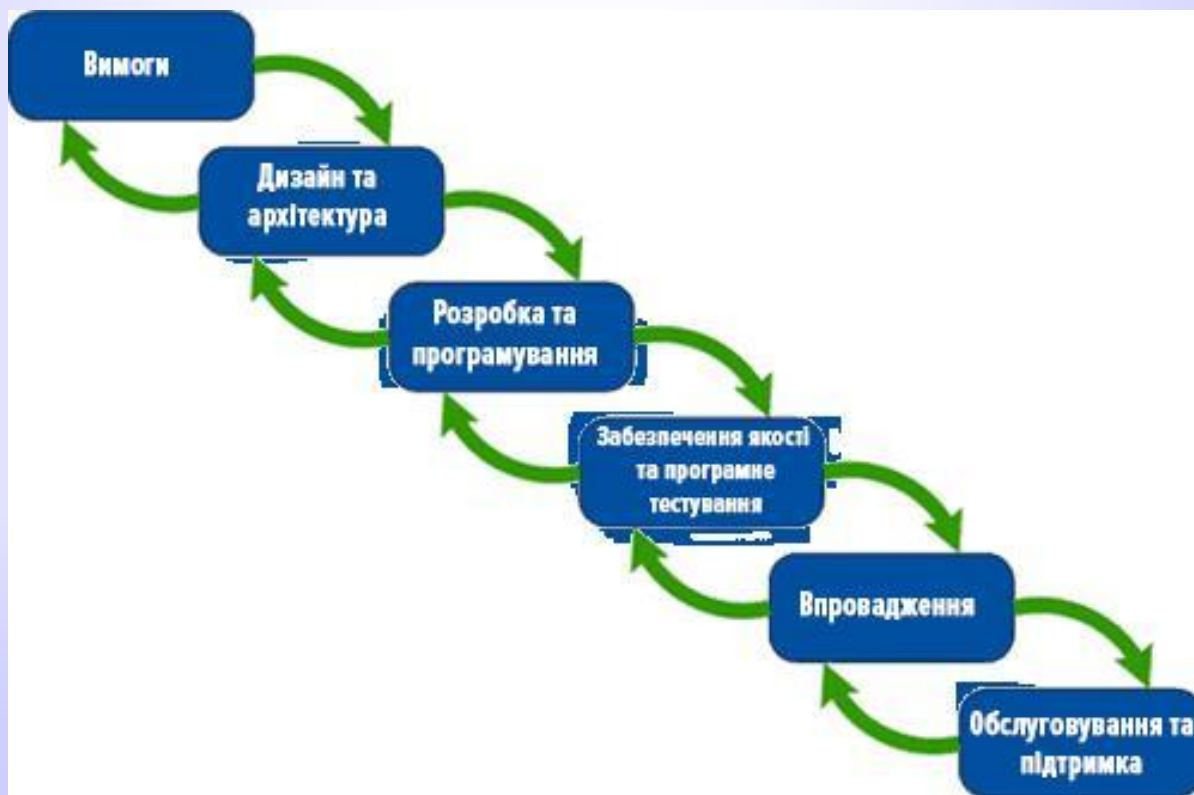 Вимоги
Дизайн та
архітектура
Розробка та
програмування
Забезпечення якості
та програмне
тестування
Впровадження
Обслуговування та
підтримка